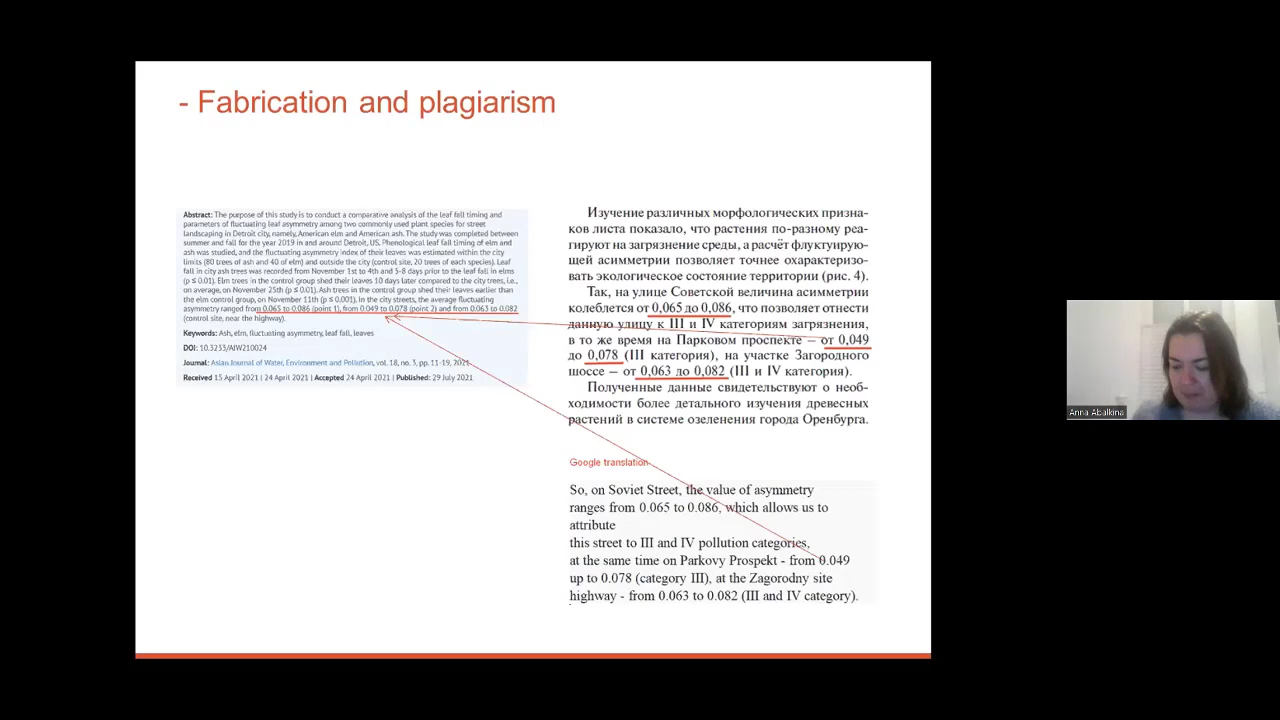 - Fabrication and plagiarism
Abstract: The purpose of this study is to conduct a comparative analysis of the leaf fell timing and
parameters of fluctuating leaf asymmetry among two commonly used plant species for street
landscaping in Detroit city, namely, American elm and American ash. The study was completed between
summer and fall for the year 2019 in and around Detroit, US. Phenological leaf fall timing of elm and
ash was studied, and the fluctuating asymmetry index of their leaves was estimated within the city
limits (80 trees of ash and 40 of elm) and outside the city (control site, 20 trees of each species). Leaf
fall in city ash trees was recorded from November 1st to 4th and 5-8 days prior to the leaf fall in elms
(p ≤ 0.01). Elm trees in the control group shed their leaves 10 days later compared to the city trees, i.e.,
on average, on November 25th (p ≤ 0.01). Ash trees in the control group shed their leaves earlier than
the elm control group, on November 11th (p ≤ 0.001). In the city streets, the average fluctuating
asymmetry ranged from 0.065 to 0.086 (point 1), from 0.049 to 0.078 (point 2) and from 0.063 to 0.082
(control site, near the highway).
Keywords: Ash, elm, fluctuating asymmetry, leaf fall, leaves
DOI: 10.3233/AJW210024
Journal: Asian Journal of Water, Environment and Pollution, vol. 18, no. 3, pp. 11-19, 2021
Received 15 April 2021 | 24 April 2021 | Accepted 24 April 2021 | Published: 29 July 2021
Изучение различных морфологических призна-
ков листа показало, что растения по-разному реа-
гируют на загрязнение среды, а расчёт флуктуирую-
щей асимметрии позволяет точнее охарактеризо-
вать экологическое состояние территории (рис. 4).
Так, на улице Советской величина асимметрии
колеблется от 0,065 до 0,086, что позволяет отнести
данную улицу к III и IV категориям загрязнения,
в то же время на Парковом проспекте – от 0,049
до 0,078 (III категория), на участке Загородного
шоссе – от 0,063 до 0,082 (III и IV категория).
Полученные данные свидетельствуют о необ-
ходимости более детального изучения древесных
растений в системе озеленения города Оренбурга.
Google translation
So, on Soviet Street, the value of asymmetry
ranges from 0.065 to 0.086, which allows us to
attribute
this street to III and IV pollution categories,
at the same time on Parkovy Prospekt - from 0.049
up to 0.078 (category III), at the Zagorodny site
highway - from 0.063 to 0.082 (III and IV category).
Anna Abalkina